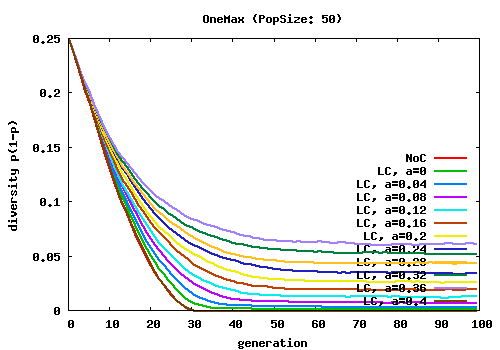 OneMax (PopSize: 50)
0.25
0.2
0.15
0.1
0.05
0
diversity p(1-p)
NoC
LC, a=0
LC, a=0.04
LC, a=0.08
LC, a=0.12
LC, a=0.16
LC, a=0.2
LC, a=0.24
LC, a=0.28
LC, a=0.32
LC, a=0.36
LC, a=0.4
0 10 20 30 40 50 60 70 80 90 100
generation